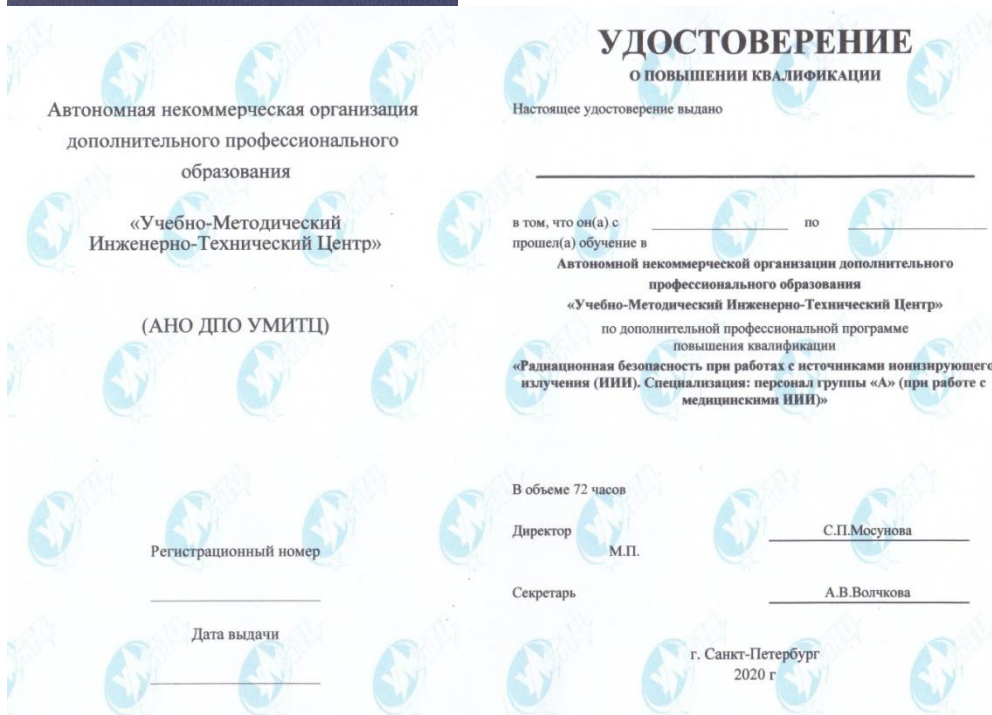 Автономная некоммерческая организация
дополнительного профессионального
образования
«Учебно-Методический
Инженерно-Технический Центр»
(АНО ДПО УМИТЦ)
Регистрационный номер
Дата выдачи
УДОСТОВЕРЕНИЕ
О ПОВЫШЕНИИ КВАЛИФИКАЦИИ
Настоящее удостоверение выдано
в том, что он(а) с по
прошел(а) обучение в
Автономной некоммерческой организации дополнительного
профессионального образования
«Учебно-Методический Инженерно-Технический Центр»
по дополнительной профессиональной программе
повышения квалификации
«Радиационная безопасность при работах с источниками ионизирующего
излучения (ИИИ). Специализация: персонал группы «А» (при работе с
медицинскими ИИИ)»
В объеме 72 часов
Директор С.П.Мосунова
М.П.
Секретарь А.В.Волчкова
г. Санкт-Петербург
2020 г